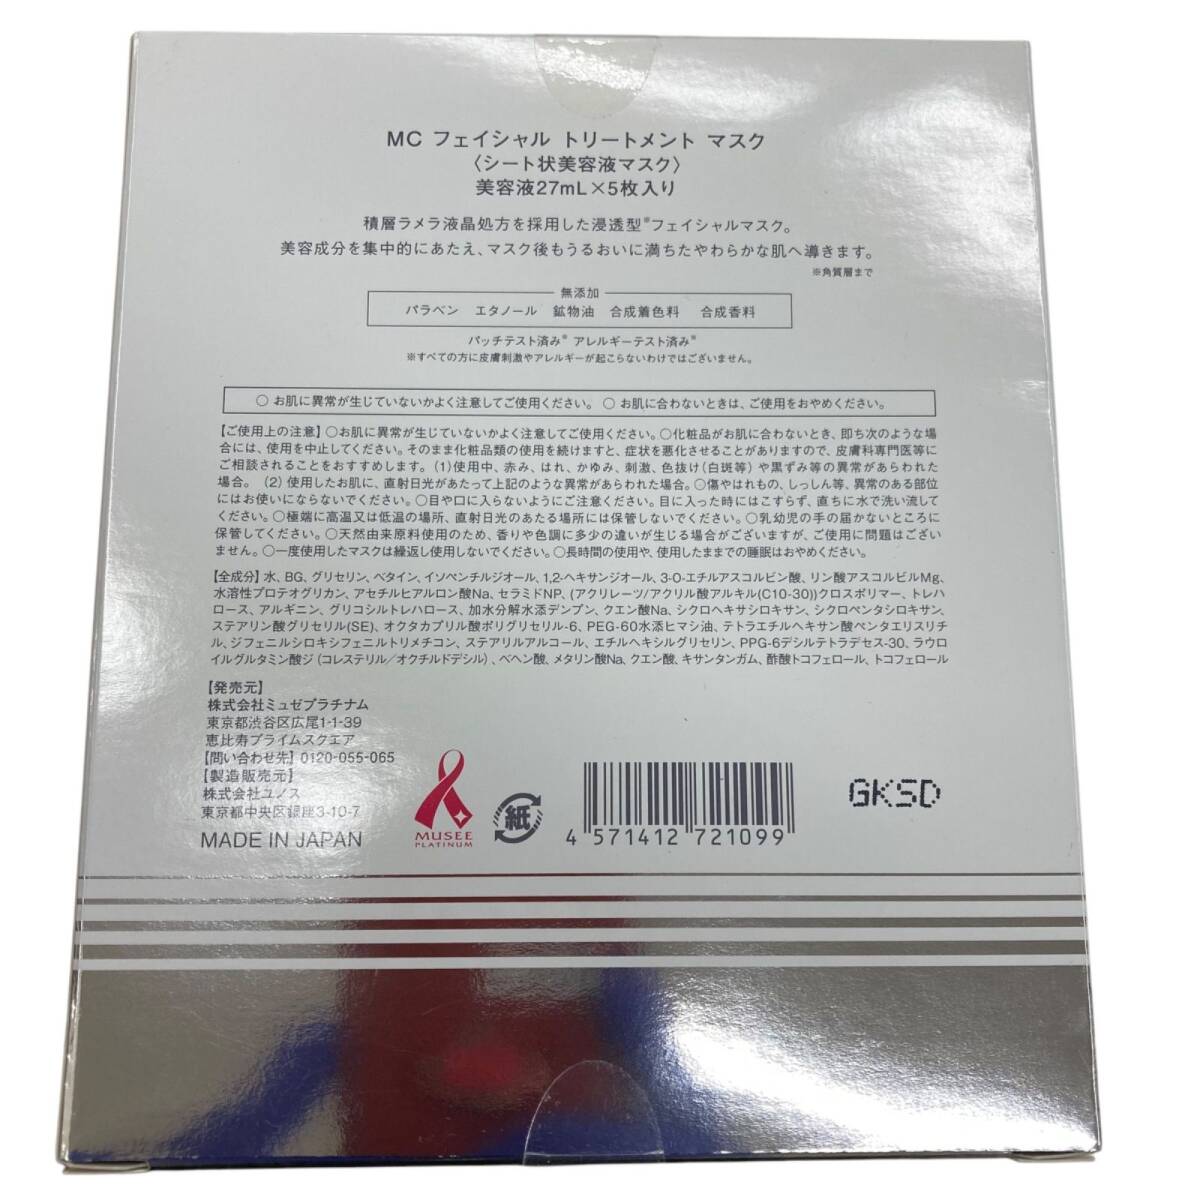 MC フェイシャル トリートメント マスク
〈シート状美容液マスク〉
美容液27mL×5枚入り
積層ラメラ液晶処方を採用した浸透型※フェイシャルマスク。
美容成分を集中的にあたえ、マスク後もうるおいに満ちたやわらかな肌へ導きます。
※角質層まで
無添加
パラベン エタノール 鉱物油 合成着色料 合成香料
パッチテスト済み※ アレルギーテスト済み※
※すべての方に皮膚刺激やアレルギーが起こらないわけではございません。
○ お肌に異常が生じていないかよく注意してご使用ください。 ○ お肌に合わないときは、ご使用をおやめください。
【ご使用上の注意】○お肌に異常が生じていないかよく注意してご使用ください。○化粧品がお肌に合わないとき、即ち次のような場
合には、使用を中止してください。そのまま化粧品類の使用を続けますと、症状を悪化させることがありますので、皮膚科専門医等に
ご相談されることをおすすめします。(1)使用中、赤み、はれ、かゆみ、刺激、色抜け(白斑等)や黒ずみ等の異常があらわれた
場合。 (2)使用したお肌に、直射日光があたって上記のような異常があらわれた場合。○傷やはれもの、しっしん等、異常のある部位
にはお使いにならないでください。○目や口に入らないようにご注意ください。目に入った時にはこすらず、直ちに水で洗い流して
ください。○極端に高温又は低温の場所、直射日光のあたる場所には保管しないでください。○乳幼児の手の届かないところに
保管してください。○天然由来原料使用のため、香りや色調に多少の違いが生じる場合がございますが、ご使用に問題はござい
ません。○一度使用したマスクは繰返し使用しないでください。○長時間の使用や、使用したままでの睡眠はおやめください。
【全成分】水、BG、グリセリン、ベタイン、イソペンチルジオール、1,2-ヘキサンジオール、3-O-エチルアスコルビン酸、リン酸アスコルビルMg、
水溶性プロテオグリカン、アセチルヒアルロン酸Na、セラミドNP、(アクリレーツ/アクリル酸アルキル(C10-30))クロスポリマー、トレハ
ロース、アルギニン、グリコシルトレハロース、加水分解水添デンプン、クエン酸Na、シクロヘキサシロキサン、シクロペンタシロキサン、
ステアリン酸グリセリル(SE)、オクタカプリル酸ポリグリセリル-6、PEG-60水添ヒマシ油、テトラエチルヘキサン酸ペンタエリスリチ
ル、ジフェニルシロキシフェニルトリメチコン、ステアリルアルコール、エチルヘキシルグリセリン、PPG-6デシルテトラデセス-30、ラウロ
イルグルタミン酸ジ(コレステリル/オクチルドデシル)、ベヘン酸、メタリン酸Na、クエン酸、キサンタンガム、酢酸トコフェロール、トコフェロール
【発売元】
株式会社ミュゼプラチナム
東京都渋谷区広尾1-1-39
恵比寿プライムスクエア
【問い合わせ先】0120-055-065
【製造販売元】
株式会社ユノス
東京都中央区銀座3-10-7
MADE IN JAPAN
MUSEE
PLATINUM
紙
4 571412 721099
GKSD